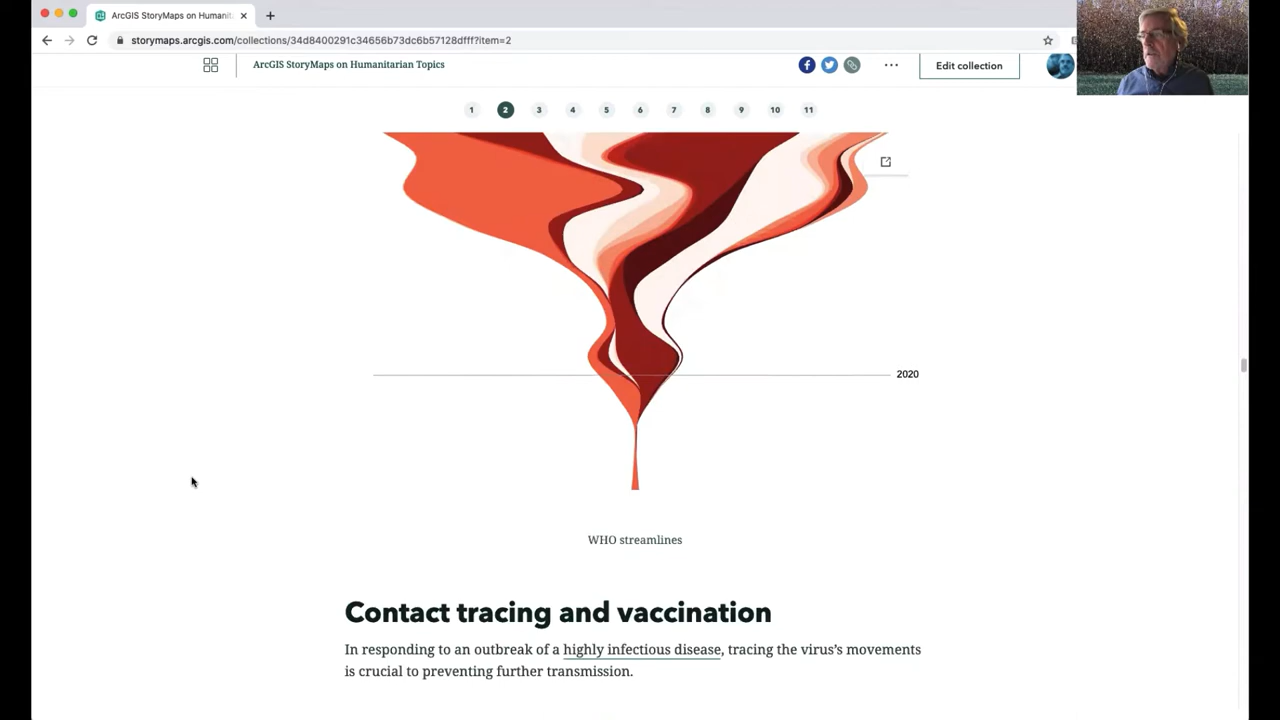 ArcGIS StoryMaps on Humanit
storymaps.arcgis.com/collections/34d8400291c34656b73dc6b57128dfff?item=2
ArcGIS StoryMaps on Humanitarian Topics
Edit collection
1 2 3 4 5 6 7 8 9 10 11
2020
WHO streamlines
Contact tracing and vaccination
In responding to an outbreak of a highly infectious disease, tracing the virus’s movements
is crucial to preventing further transmission.